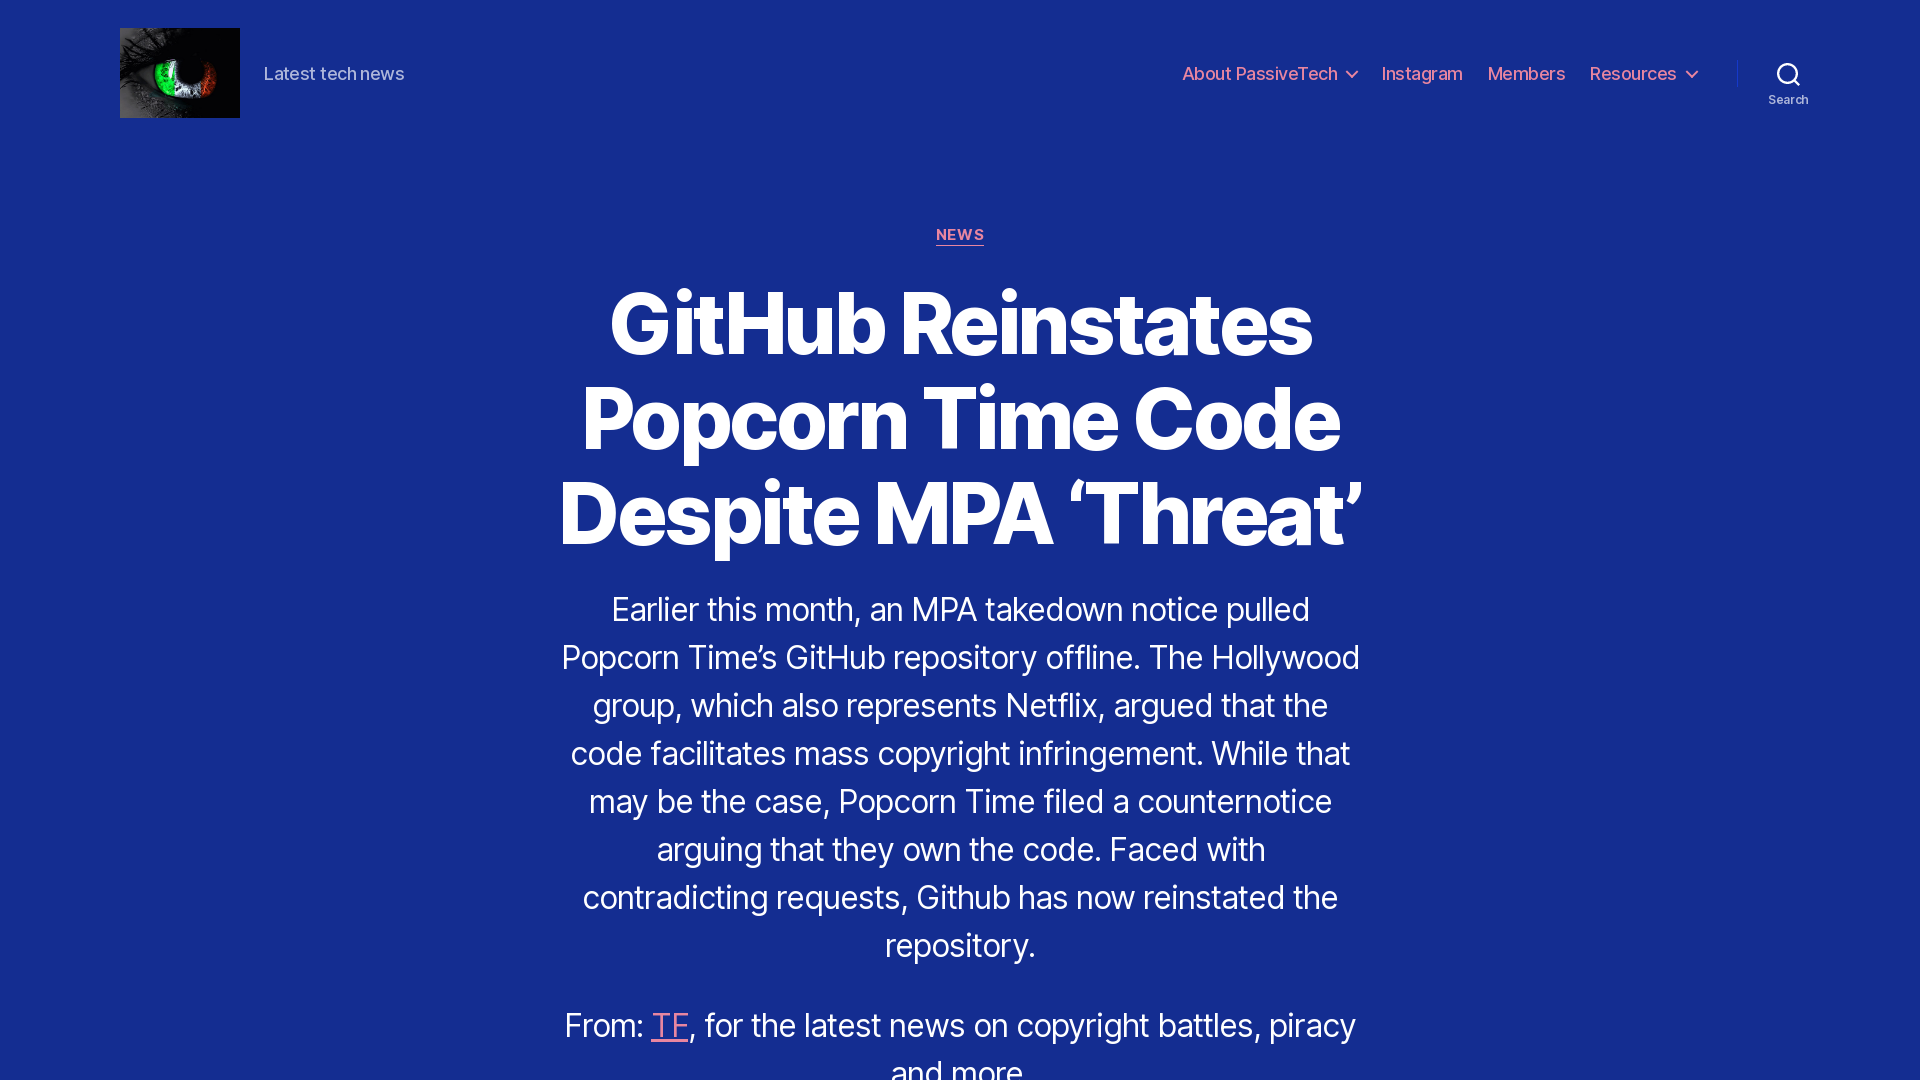 Latest tech news
About PassiveTech
Instagram
Members
Resources
Search
NEWS
GitHub Reinstates
Popcorn Time Code
Despite MPA ‘Threat’
Earlier this month, an MPA takedown notice pulled
Popcorn Time’s GitHub repository offline. The Hollywood
group, which also represents Netflix, argued that the
code facilitates mass copyright infringement. While that
may be the case, Popcorn Time filed a counternotice
arguing that they own the code. Faced with
contradicting requests, Github has now reinstated the
repository.
From: TF, for the latest news on copyright battles, piracy
and more.